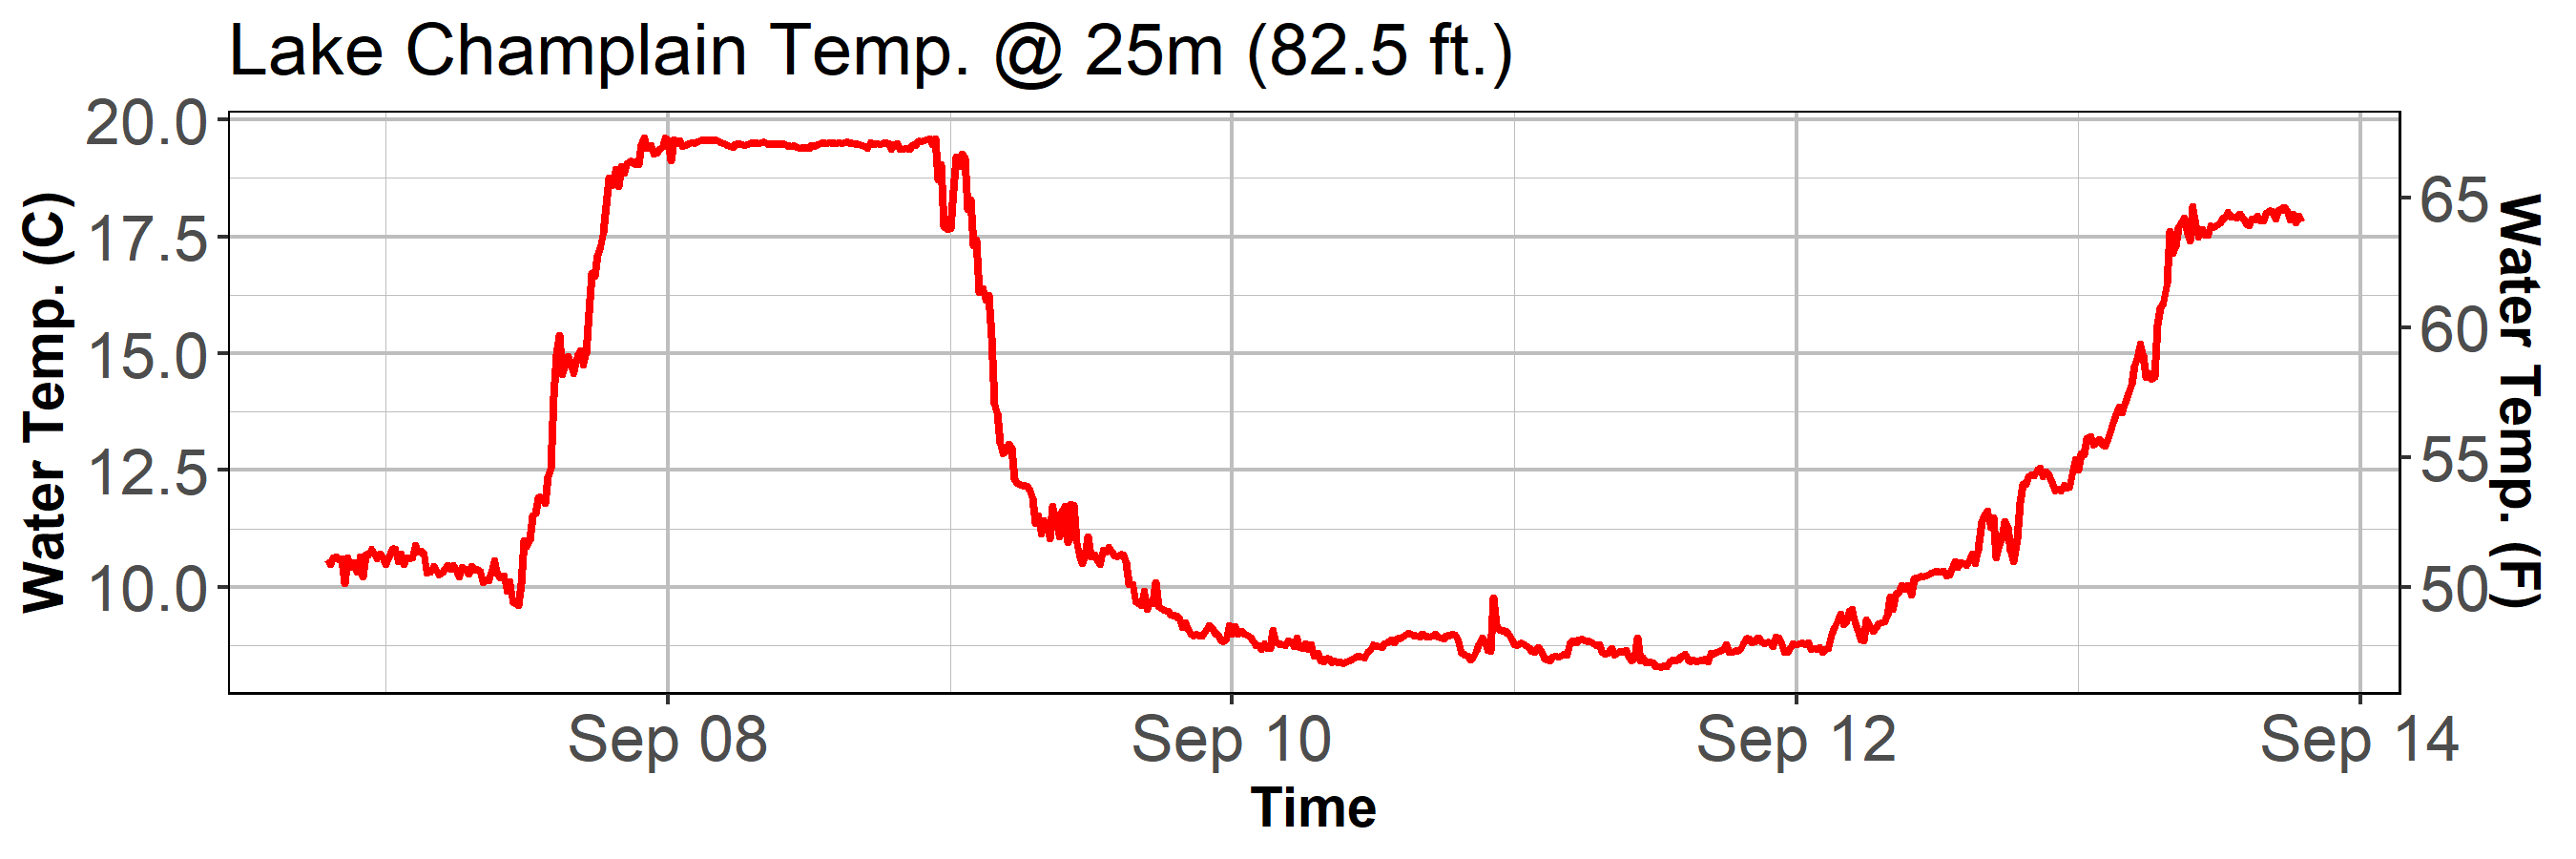 Lake Champlain Temp. @ 25m (82.5 ft.)
Water Temp. (C)
20.0
17.5
15.0
12.5
10.0
65
60
55
50
Water Temp. (F)
Sep 08 Sep 10 Sep 12 Sep 14
Time